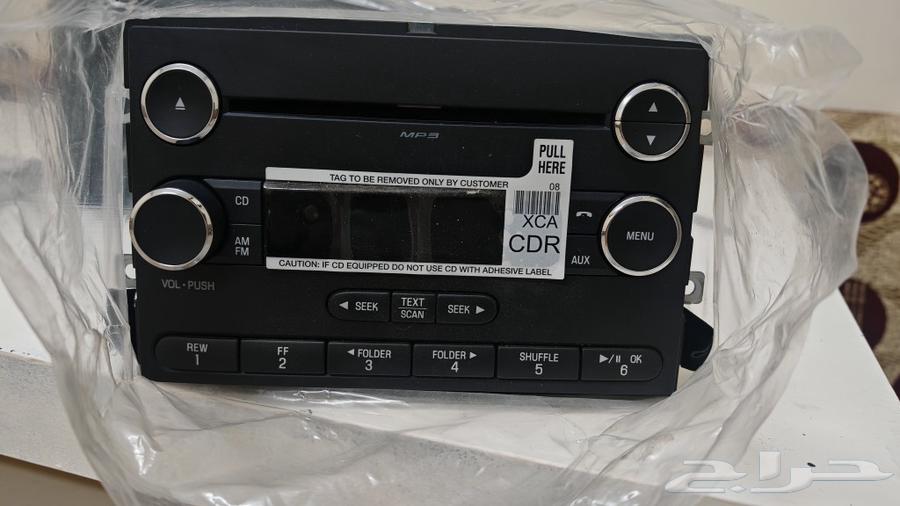 MP3
PULL
HERE
TAG TO BE REMOVED ONLY BY CUSTOMER
08
XCA
CDR
CAUTION: IF CD EQUIPPED DO NOT USE CD WITH ADHESIVE LABEL
CD
AM
FM
VOL • PUSH
MENU
AUX
◄ SEEK
TEXT
SCAN
SEEK ►
REW
1
FF
2
◄ FOLDER
3
FOLDER ►
4
SHUFFLE
5
►/II OK
6
حراج